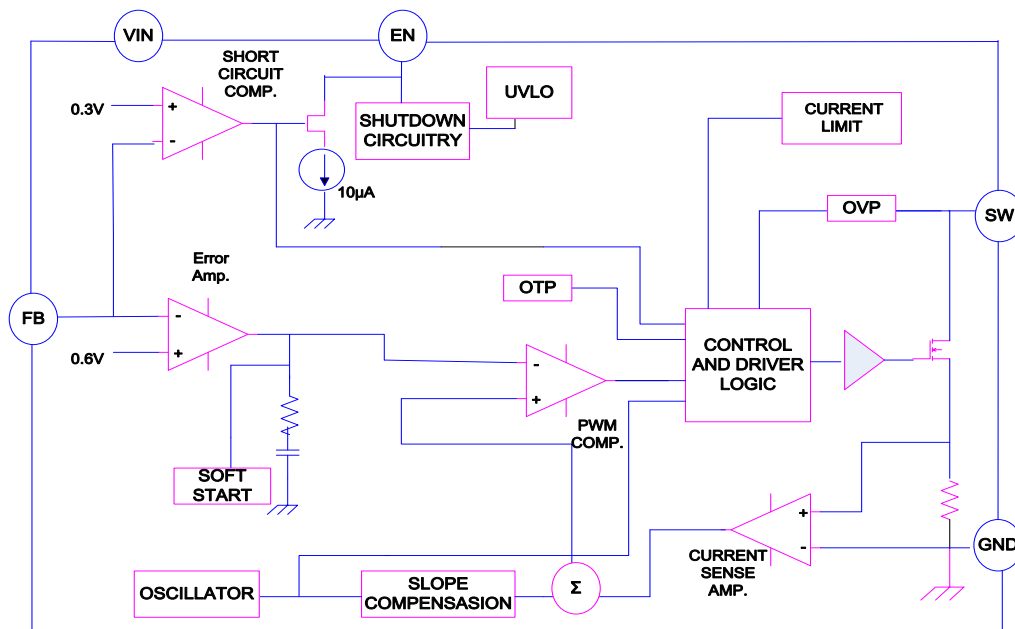 VIN
EN
SHORT
CIRCUIT
COMP.
0.3V
+
-
UVLO
SHUTDOWN
CIRCUITRY
10µA
CURRENT
LIMIT
OVP
SW
Error
Amp.
FB
-
+
0.6V
OTP
CONTROL
AND DRIVER
LOGIC
-
+
PWM
COMP.
SOFT
START
+
-
CURRENT
SENSE
AMP.
GND
OSCILLATOR
SLOPE
COMPENSASION
Σ